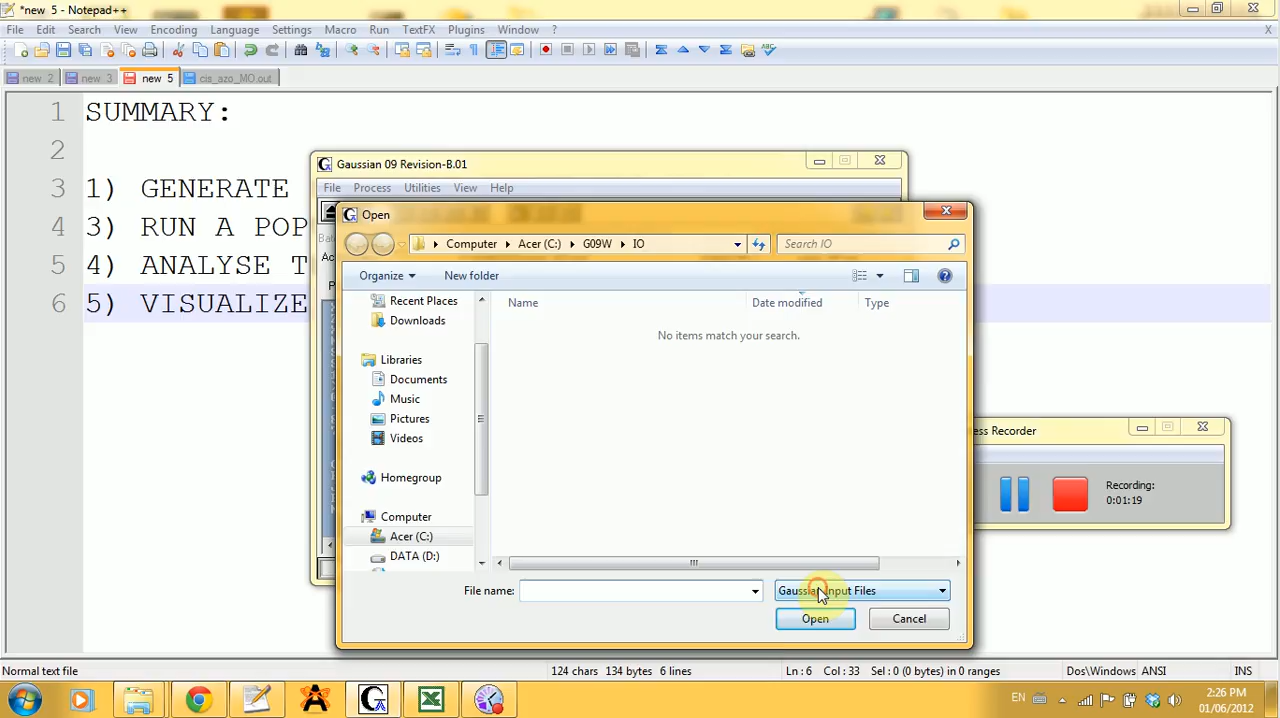 *new  5 - Notepad++
File Edit Search View Encoding Language Settings Macro Run TextFX Plugins Window ? X
new  2 new  3 new  5 cis_azo_MO.out
1 SUMMARY:
2
3 1) GENERATE
4 3) RUN A POP
5 4) ANALYSE T
6 5) VISUALIZE
Gaussian 09 Revision-B.01
File Process Utilities View Help
Open
Computer Acer (C:) G09W IO Search IO
Organize New folder
Recent Places
Downloads
Libraries
Documents
Music
Pictures
Videos
Homegroup
Computer
Acer (C:)
DATA (D:)
Name Date modified Type
No items match your search.
File name: Gaussian Input Files
Open Cancel
ess Recorder
Recording:
0:01:19
Normal text file 124 chars 134 bytes 6 lines Ln : 6 Col : 33 Sel : 0 (0 bytes) in 0 ranges Dos\Windows ANSI INS
EN 2:26 PM
01/06/2012